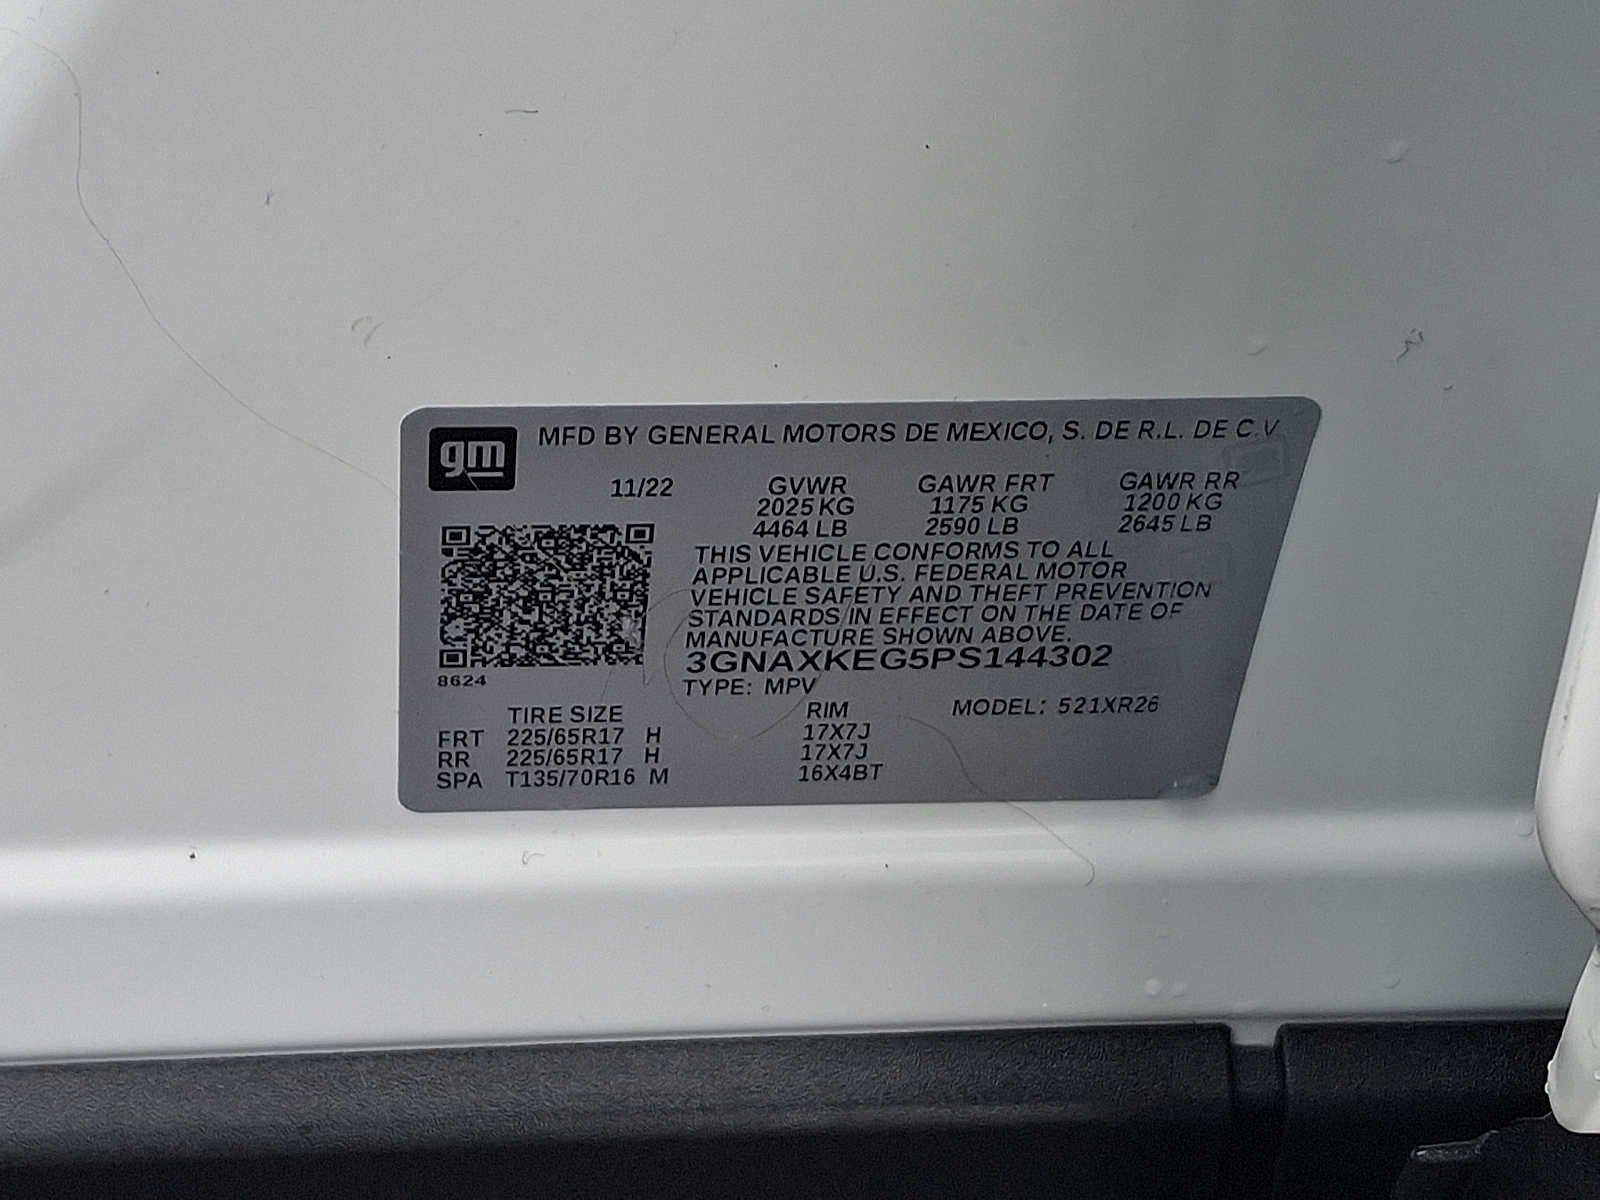 gm
MFD BY GENERAL MOTORS DE MEXICO, S. DE R.L. DE C.V.
11/22 GVWR GAWR FRT GAWR RR
2025 KG 1175 KG 1200 KG
4464 LB 2590 LB 2645 LB
THIS VEHICLE CONFORMS TO ALL
APPLICABLE U.S. FEDERAL MOTOR
VEHICLE SAFETY AND THEFT PREVENTION
STANDARDS IN EFFECT ON THE DATE OF
MANUFACTURE SHOWN ABOVE.
3GNAXKEG5PS144302
8624
TYPE: MPV
TIRE SIZE RIM MODEL: 521XR26
FRT 225/65R17 H 17X7J
RR 225/65R17 H 17X7J
SPA T135/70R16 M 16X4BT